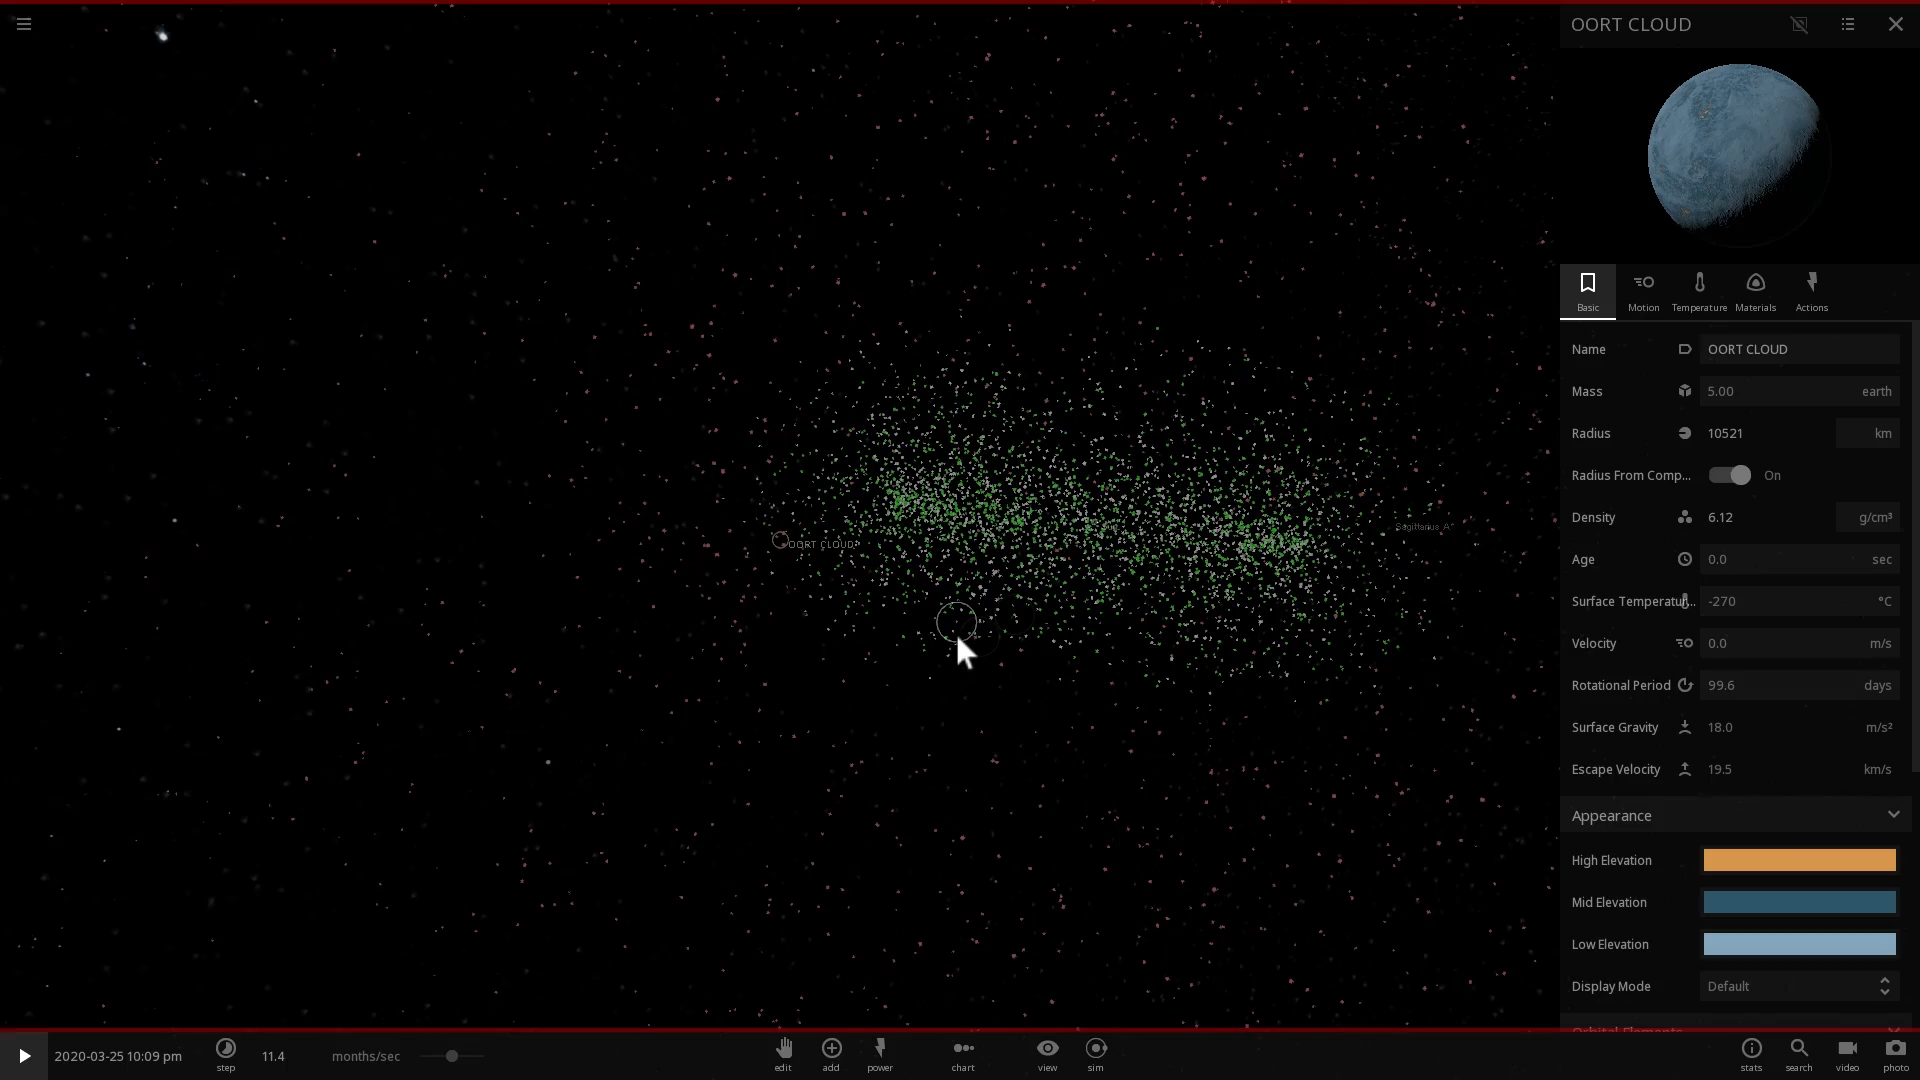 OORT CLOUD
Basic
Motion
Temperature
Materials
Actions
Name OORT CLOUD
Mass 5.00 earth
Radius 10521 km
Radius From Comp... On
Density 6.12 g/cm³
Age 0.0 sec
Surface Temperatur... -270 °C
Velocity 0.0 m/s
Rotational Period 99.6 days
Surface Gravity 18.0 m/s²
Escape Velocity 19.5 km/s
Appearance
High Elevation
Mid Elevation
Low Elevation
Display Mode Default
Orbital Elements
OORT CLOUD
Sagittarius A*
2020-03-25 10:09 pm
step
11.4 months/sec
edit
add
power
chart
view
sim
stats
search
video
photo